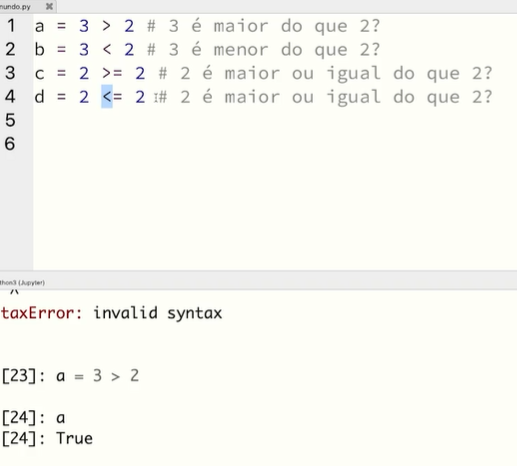 nundo.py
1 a = 3 > 2 # 3 é maior do que 2?
2 b = 3 < 2 # 3 é menor do que 2?
3 c = 2 >= 2 # 2 é maior ou igual do que 2?
4 d = 2 <= 2 # 2 é maior ou igual do que 2?
5
6
thon3 (Jupyter)
^
taxError: invalid syntax
[23]: a = 3 > 2
[24]: a
[24]: True